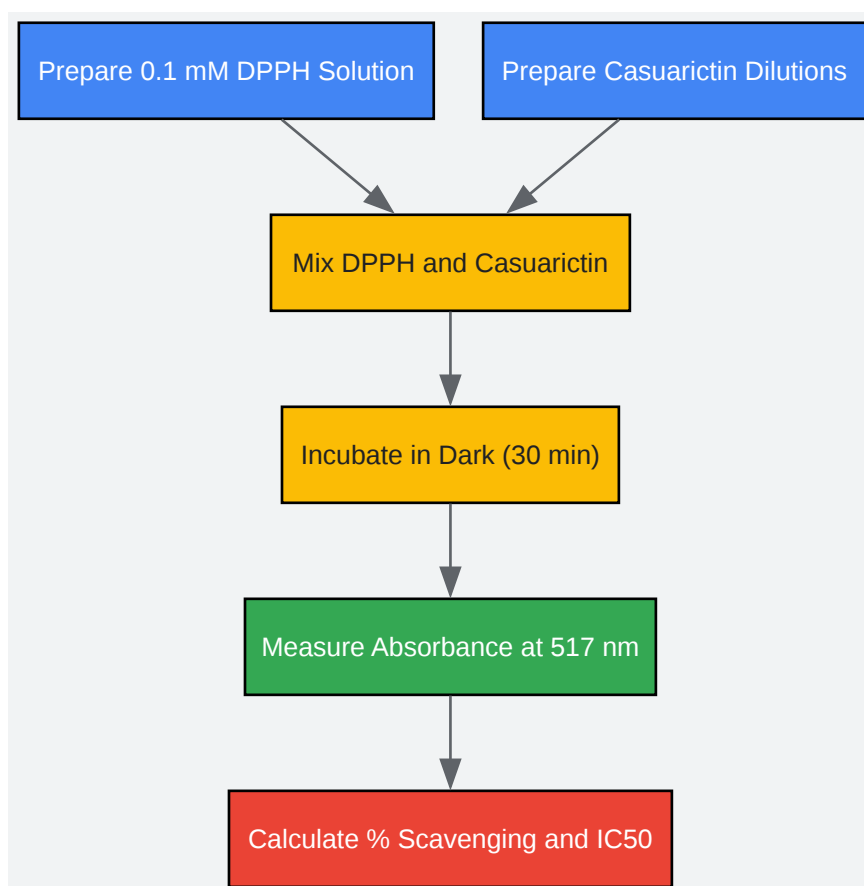 Prepare 0.1 mM DPPH Solution
Prepare Casuarictin Dilutions
Mix DPPH and Casuarictin
Incubate in Dark (30 min)
Measure Absorbance at 517 nm
Calculate % Scavenging and IC50